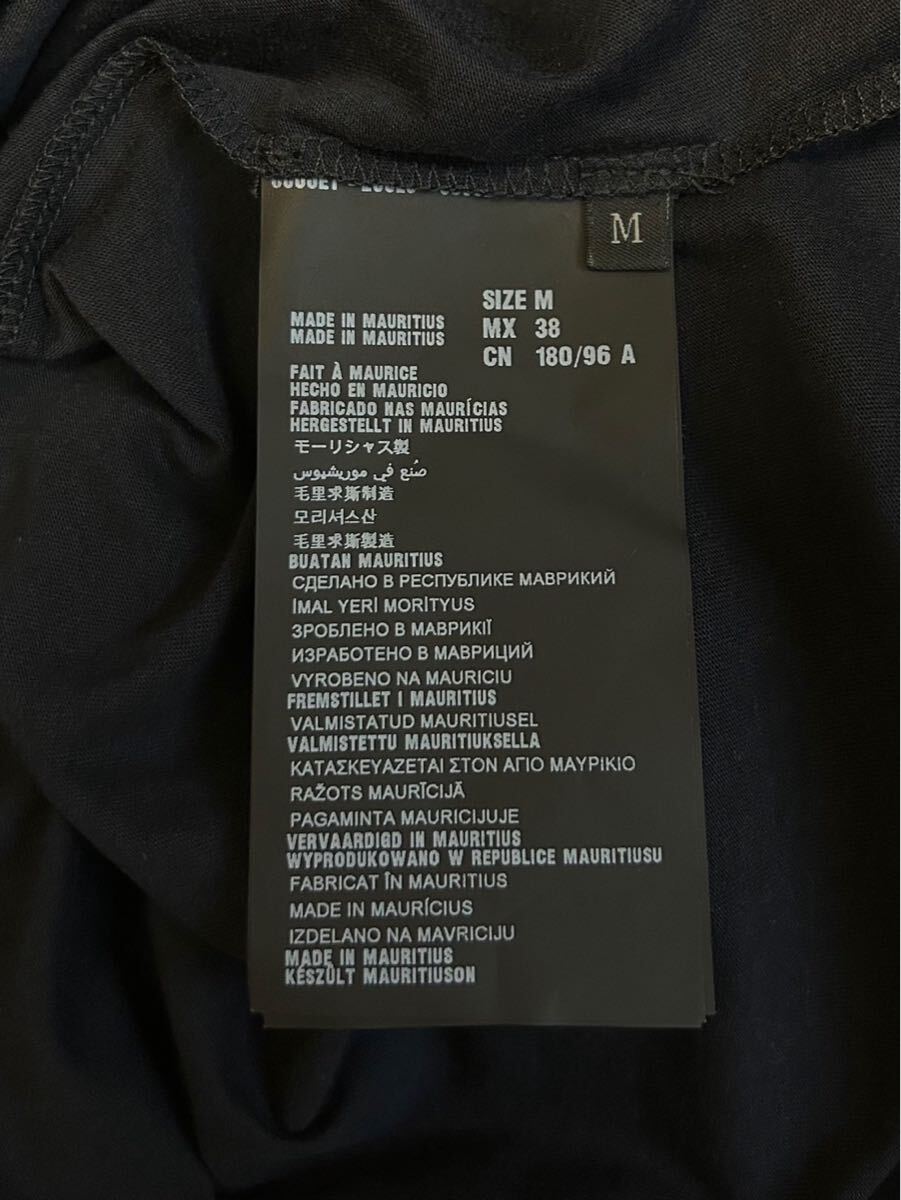 M
SIZE M
MX 38
CN 180/96 A
MADE IN MAURITIUS
MADE IN MAURITIUS
FAIT À MAURICE
HECHO EN MAURICIO
FABRICADO NAS MAURÍCIAS
HERGESTELLT IN MAURITIUS
モーリシャス製
صُنع في موريشيوس
毛里求斯制造
모리셔스산
毛里求斯製造
BUATAN MAURITIUS
СДЕЛАНО В РЕСПУБЛИКЕ МАВРИКИЙ
İMAL YERİ MORİTYUS
ЗРОБЛЕНО В МАВРИКІЇ
ИЗРАБОТЕНО В МАВРИЦИЙ
VYROBENO NA MAURICIU
FREMSTILLET I MAURITIUS
VALMISTATUD MAURITIUSEL
VALMISTETTU MAURITIUKSELLA
ΚΑΤΑΣΚΕΥΑΖΕΤΑΙ ΣΤΟΝ ΑΓΙΟ ΜΑΥΡΙΚΙΟ
RAŽOTS MAURĪCIJĀ
PAGAMINTA MAURICIJUJE
VERVAARDIGD IN MAURITIUS
WYPRODUKOWANO W REPUBLICE MAURITIUSU
FABRICAT ÎN MAURITIUS
MADE IN MAURÍCIUS
IZDELANO NA MAVRICIJU
MADE IN MAURITIUS
KÉSZÜLT MAURITIUSON